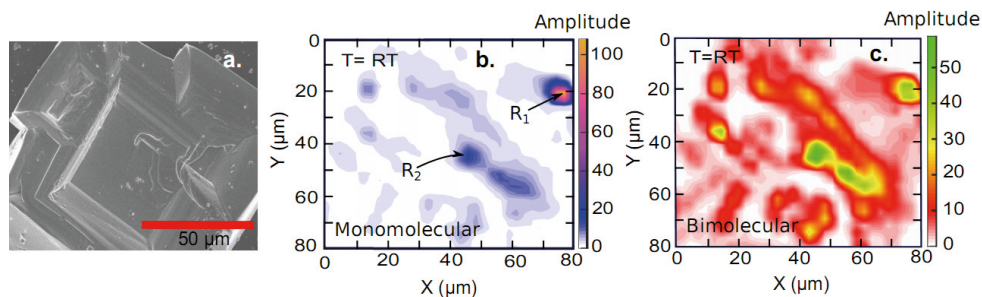 a.
50 µm
Amplitude
T= RT
b.
R1
R2
Monomolecular
Y (µm)
0
20
40
60
80
0 20 40 60 80
X (µm)
100
80
60
40
20
0
Amplitude
T=RT
c.
Bimolecular
Y (µm)
0
20
40
60
80
0 20 40 60 80
X (µm)
50
40
30
20
10
0